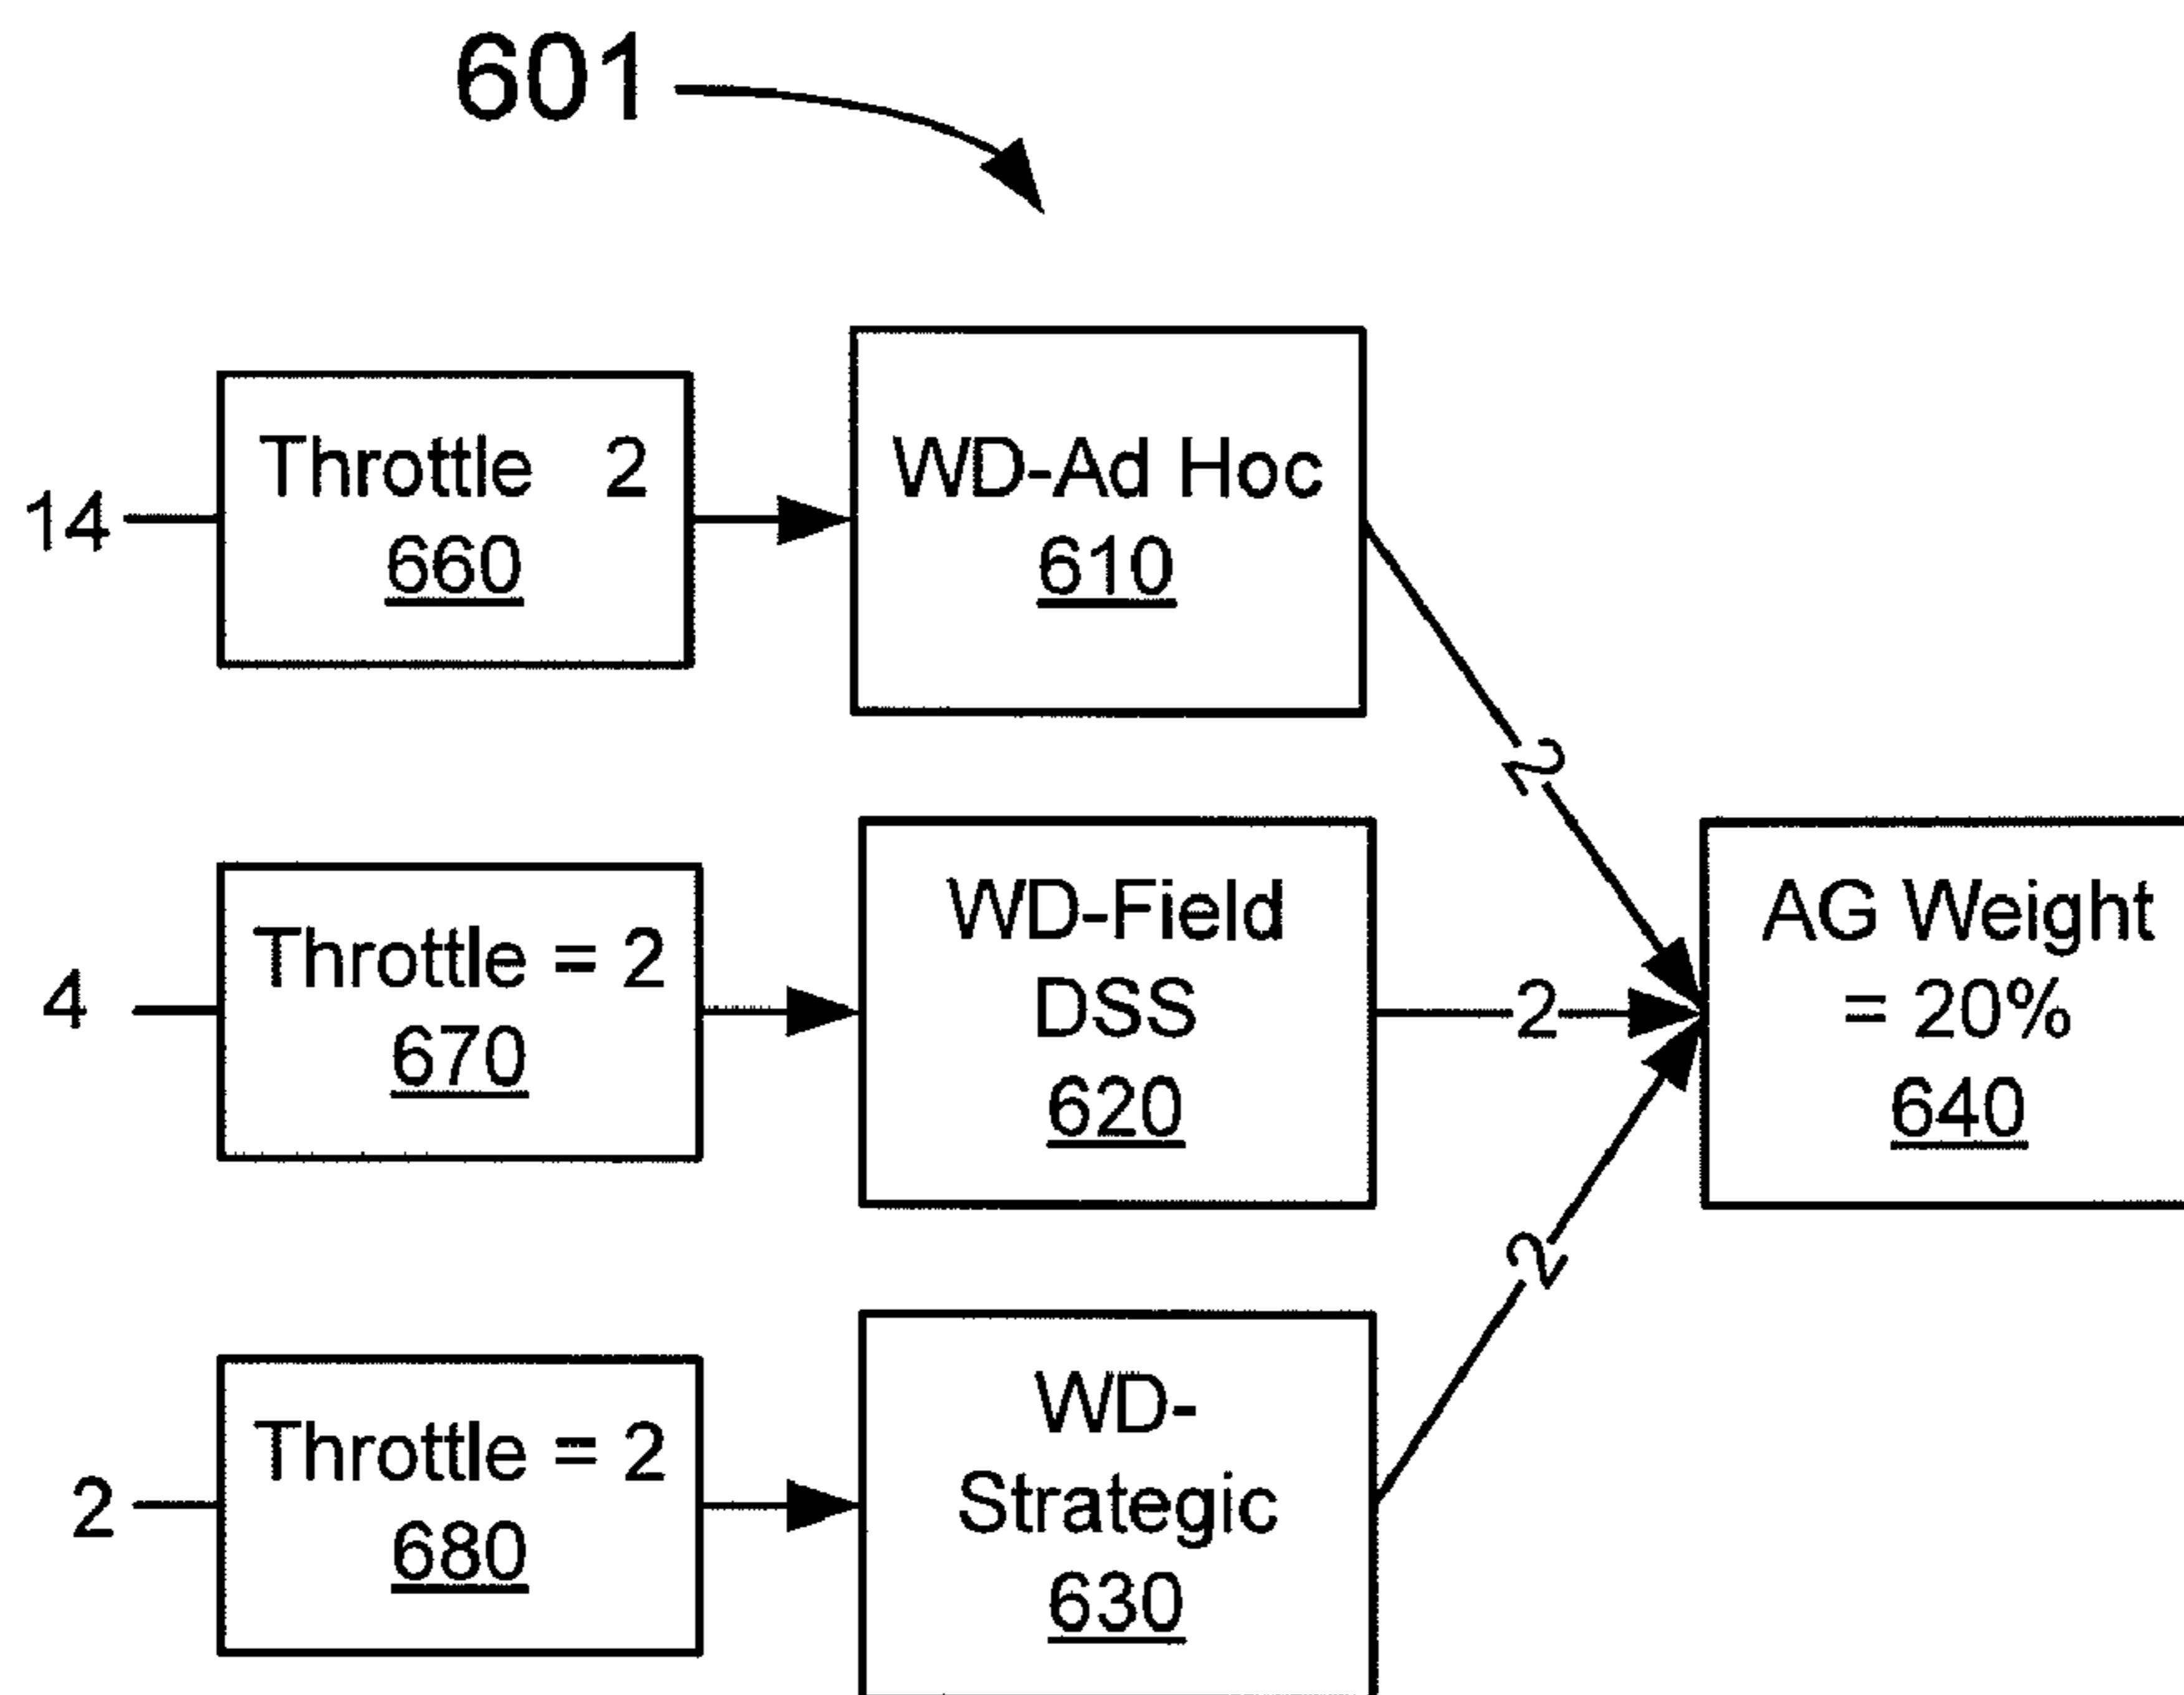 601
14
Throttle 2
660
WD-Ad Hoc
610
2
4
Throttle = 2
670
WD-Field
DSS
620
2
AG Weight
= 20%
640
2
2
Throttle = 2
680
WD-
Strategic
630